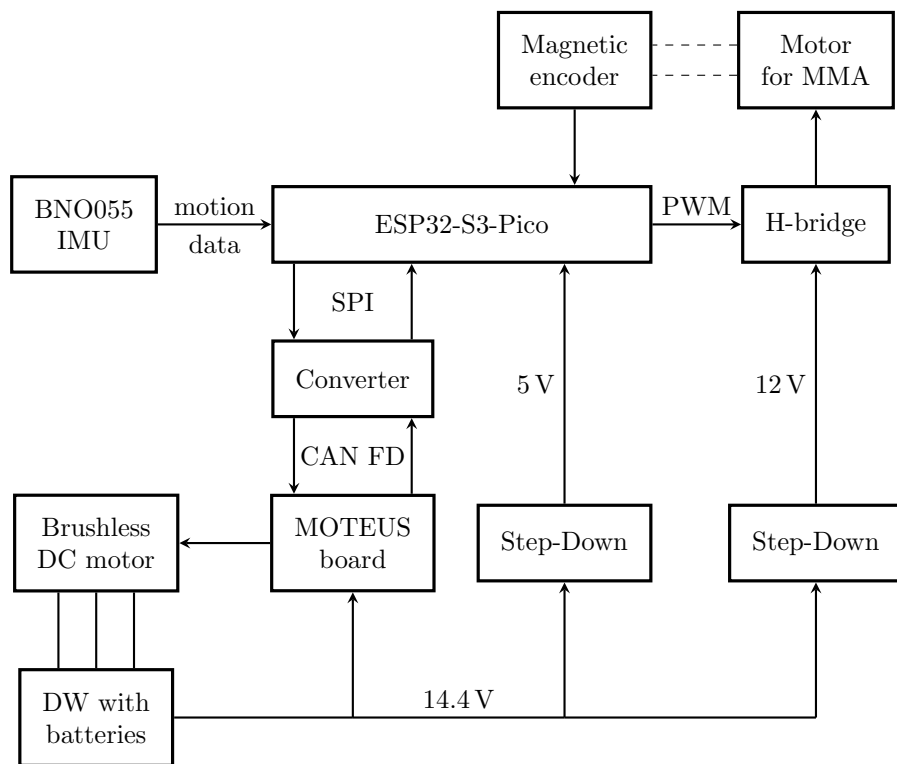 Magnetic
encoder
Motor
for MMA
BNO055
IMU
motion
data
ESP32-S3-Pico
PWM
H-bridge
SPI
Converter
5 V
12 V
CAN FD
Brushless
DC motor
MOTEUS
board
Step-Down
Step-Down
DW with
batteries
14.4 V